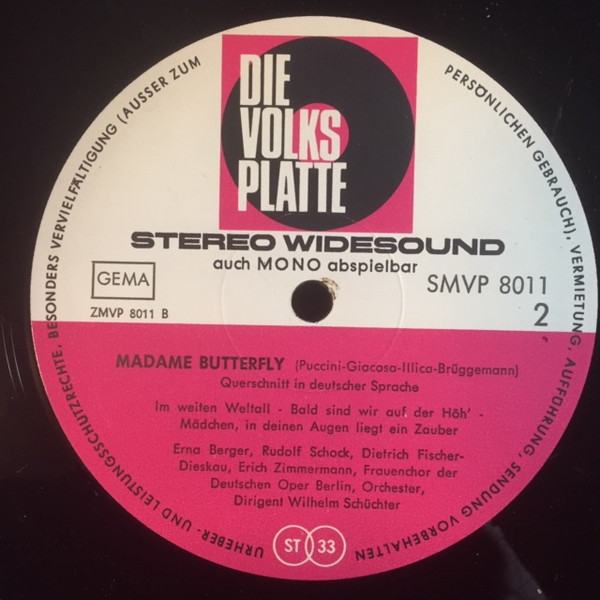 DIE
VOLKS
PLATTE
STEREO WIDESOUND
auch MONO abspielbar
GEMA
SMVP 8011
ZMVP 8011 B
2
MADAME BUTTERFLY (Puccini-Giacosa-Illica-Brüggemann)
Querschnitt in deutscher Sprache
Im weiten Weltall - Bald sind wir auf der Höh' -
Mädchen, in deinen Augen liegt ein Zauber
Erna Berger, Rudolf Schock, Dietrich Fischer-
Dieskau, Erich Zimmermann, Frauenchor der
Deutschen Oper Berlin, Orchester,
Dirigent Wilhelm Schüchter
ST 33
URHEBER- UND LEISTUNGSSCHUTZRECHTE, BESONDERS VERVIELFÄLTIGUNG (AUSSER ZUM PERSÖNLICHEN GEBRAUCH), VERMIETUNG, AUFFÜHRUNG, SENDUNG VORBEHALTEN